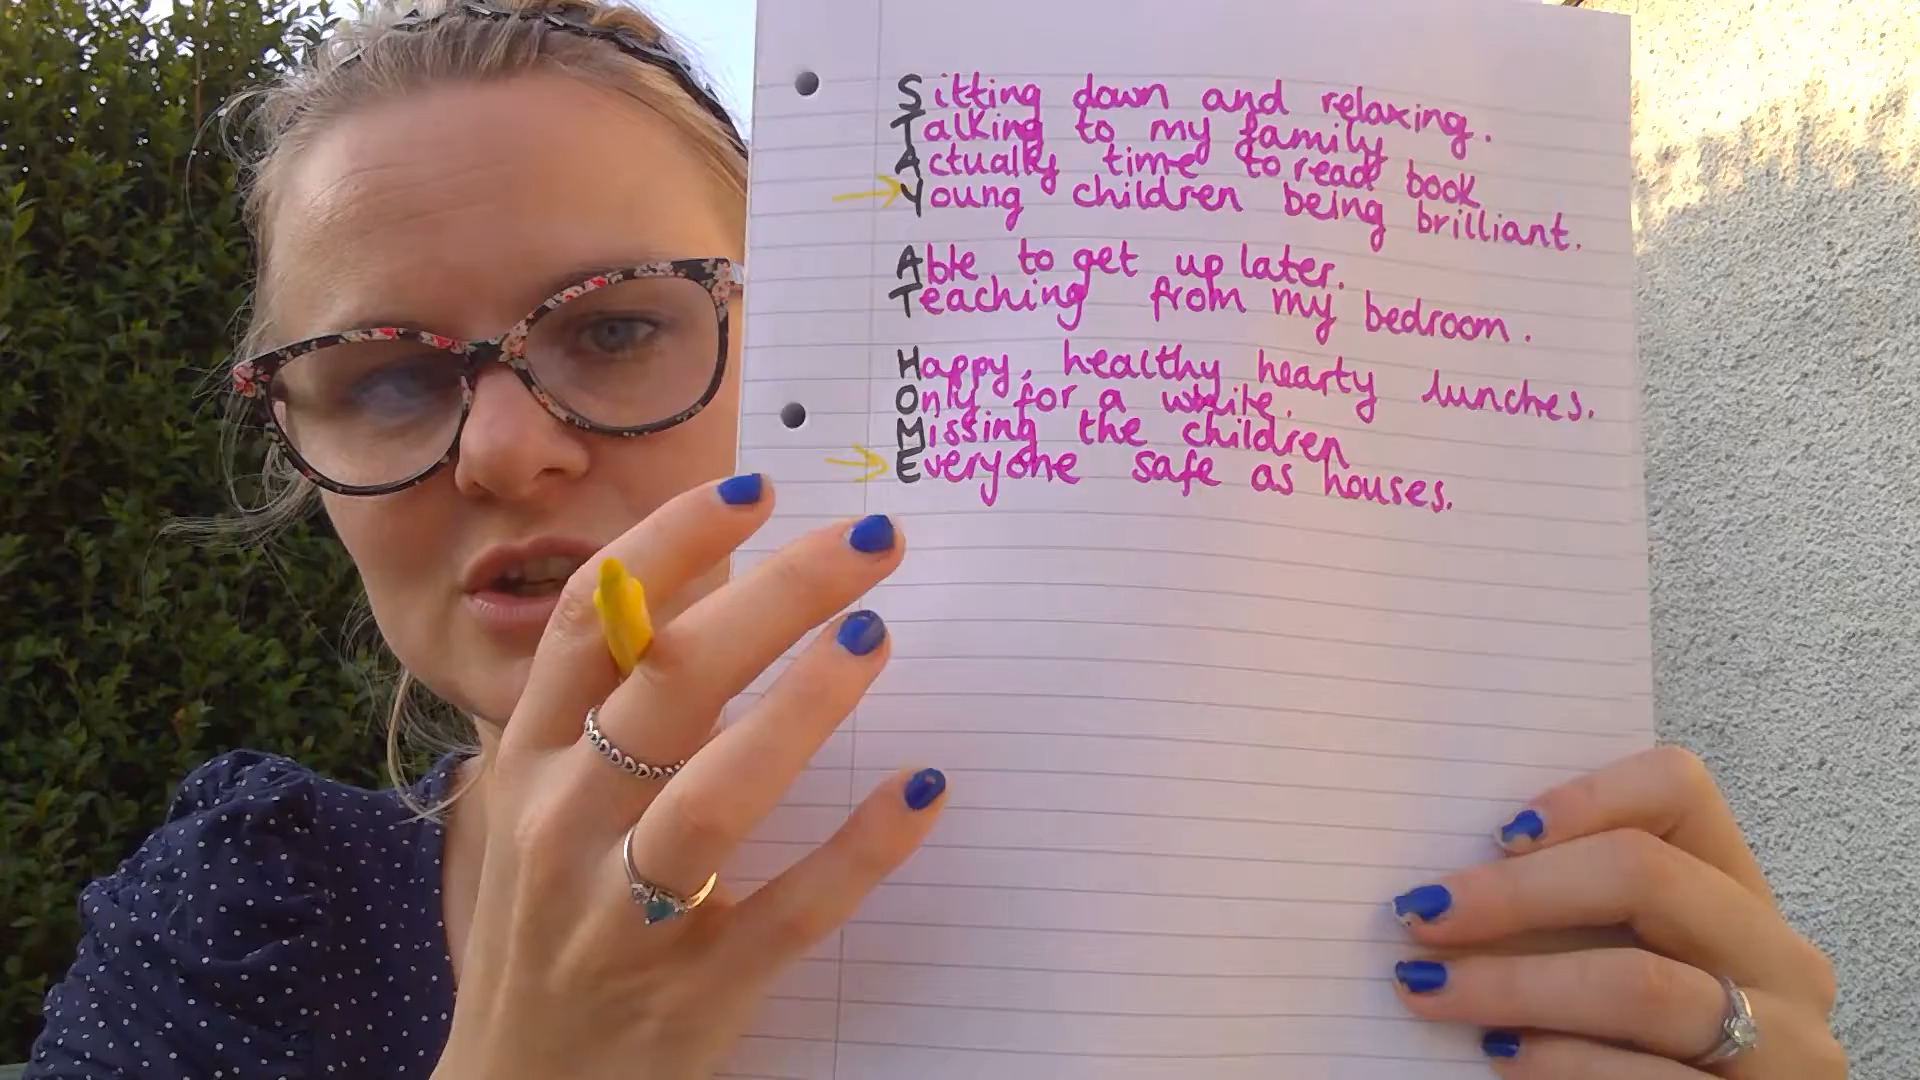 Sitting down and relaxing.
Talking to my family
Actually time to read book
Young children being brilliant.
Able to get up later.
Teaching from my bedroom.
Happy, healthy hearty lunches.
Only for a while.
Missing the children
Everyone safe as houses.